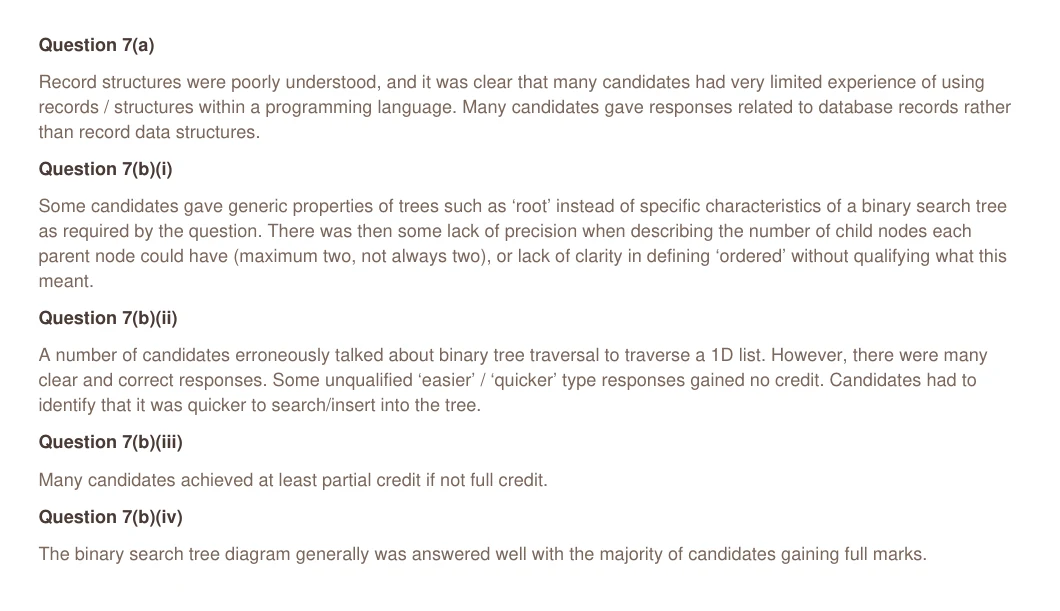 Question 7(a)
Record structures were poorly understood, and it was clear that many candidates had very limited experience of using
records / structures within a programming language. Many candidates gave responses related to database records rather
than record data structures.
Question 7(b)(i)
Some candidates gave generic properties of trees such as ‘root’ instead of specific characteristics of a binary search tree
as required by the question. There was then some lack of precision when describing the number of child nodes each
parent node could have (maximum two, not always two), or lack of clarity in defining ‘ordered’ without qualifying what this
meant.
Question 7(b)(ii)
A number of candidates erroneously talked about binary tree traversal to traverse a 1D list. However, there were many
clear and correct responses. Some unqualified ‘easier’ / ‘quicker’ type responses gained no credit. Candidates had to
identify that it was quicker to search/insert into the tree.
Question 7(b)(iii)
Many candidates achieved at least partial credit if not full credit.
Question 7(b)(iv)
The binary search tree diagram generally was answered well with the majority of candidates gaining full marks.